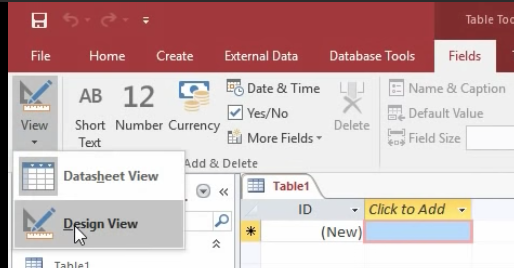 Table Too
File Home Create External Data Database Tools Fields
View
AB Short Text
12 Number
Currency
Date & Time
Yes/No
More Fields
Delete
Name & Caption
Default Value
Field Size
Add & Delete
Datasheet View
Design View
Table1
ID Click to Add
(New)
Table1